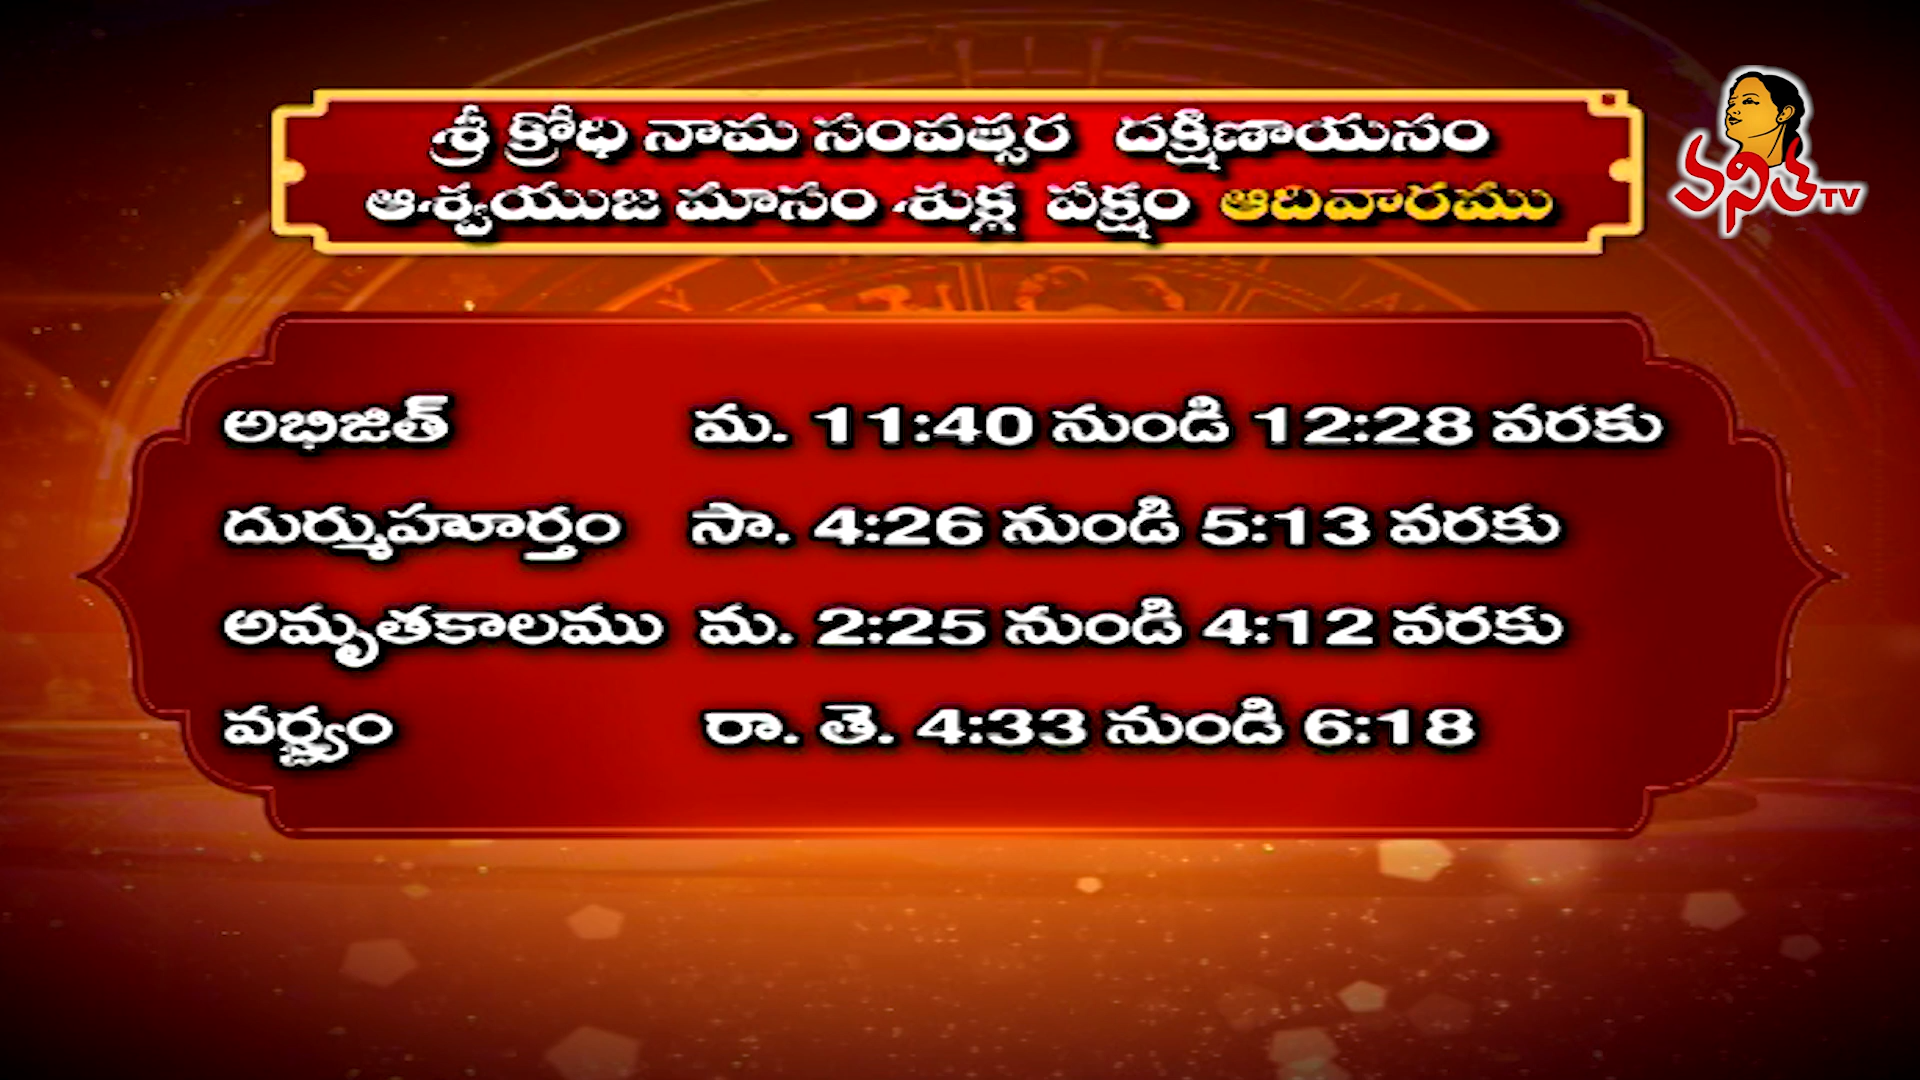 శ్రీ క్రోధి నామ సంవత్సర దక్షిణాయనం
ఆశ్వయుజ మాసం శుక్ల పక్షం ఆదివారము
వనిత TV
అభిజిత్ మ. 11:40 నుండి 12:28 వరకు
దుర్ముహూర్తం సా. 4:26 నుండి 5:13 వరకు
అమృతకాలము మ. 2:25 నుండి 4:12 వరకు
వర్జ్యం రా. తె. 4:33 నుండి 6:18